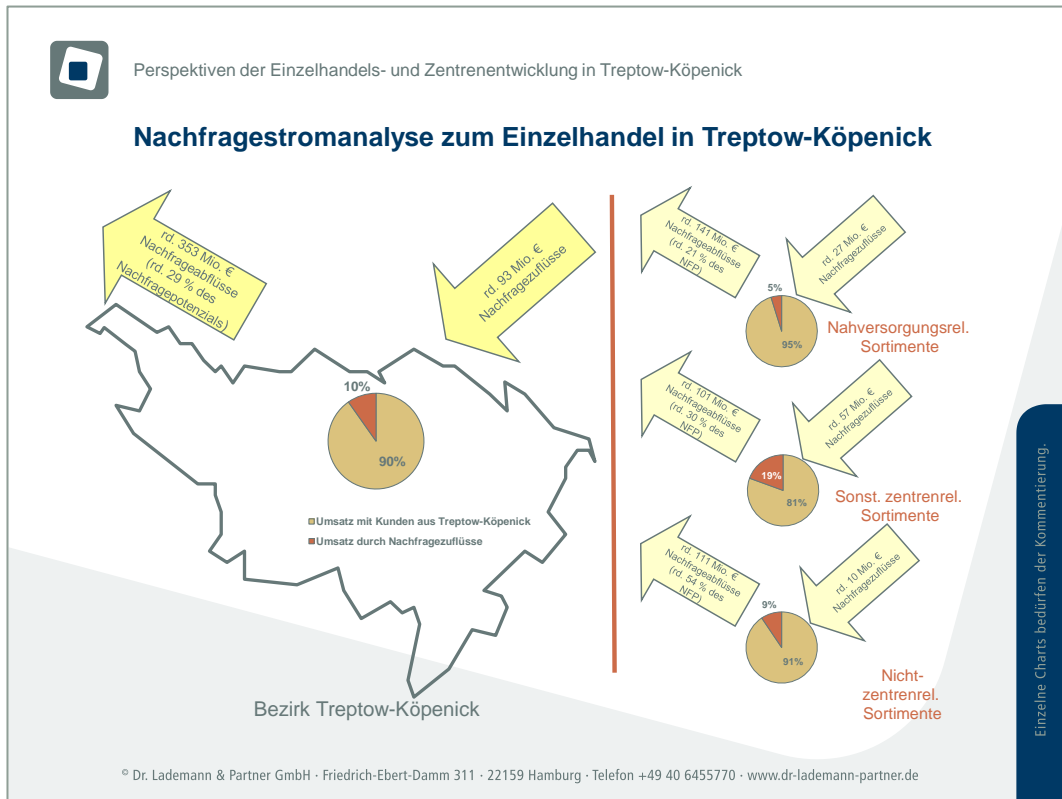 Perspektiven der Einzelhandels- und Zentrenentwicklung in Treptow-Köpenick
Nachfragestromanalyse zum Einzelhandel in Treptow-Köpenick
rd. 353 Mio. €
Nachfrageabflüsse
(rd. 29 % des
Nachfragepotenzials)
rd. 93 Mio. €
Nachfragezuflüsse
10%
90%
Umsatz mit Kunden aus Treptow-Köpenick
Umsatz durch Nachfragezuflüsse
Bezirk Treptow-Köpenick
rd. 141 Mio. €
Nachfrageabflüsse
(rd. 21 % des
NFP)
rd. 27 Mio. €
Nachfragezuflüsse
5%
95%
Nahversorgungsrel.
Sortimente
rd. 101 Mio. €
Nachfrageabflüsse
(rd. 30 % des
NFP)
rd. 57 Mio. €
Nachfragezuflüsse
19%
81%
Sonst. zentrenrel.
Sortimente
rd. 111 Mio. €
Nachfrageabflüsse
(rd. 54 % des
NFP)
rd. 10 Mio. €
Nachfragezuflüsse
9%
91%
Nicht-
zentrenrel.
Sortimente
Einzelne Charts bedürfen der Kommentierung.
© Dr. Lademann & Partner GmbH · Friedrich-Ebert-Damm 311 · 22159 Hamburg · Telefon +49 40 6455770 · www.dr-lademann-partner.de